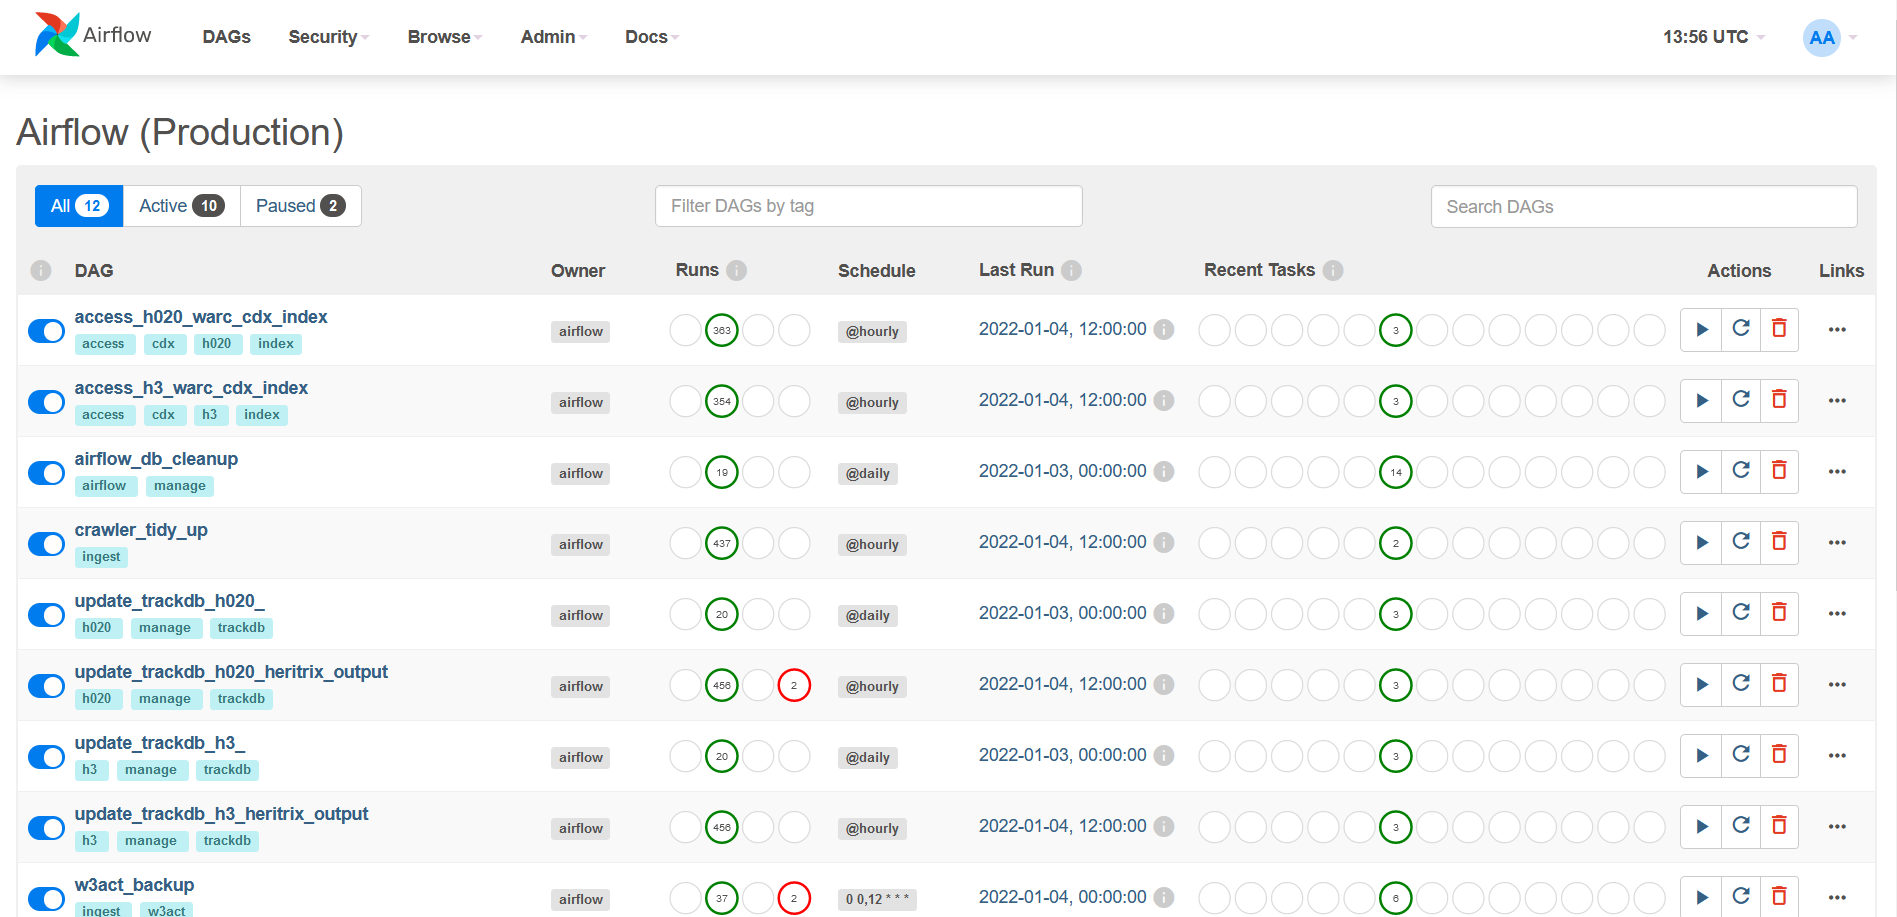 Airflow DAGs Security Browse Admin Docs 13:56 UTC AA
Airflow (Production)
All 12 Active 10 Paused 2 Filter DAGs by tag Search DAGs
i DAG Owner Runs i Schedule Last Run i Recent Tasks i Actions Links
access_h020_warc_cdx_index
airflow 363 @hourly 2022-01-04, 12:00:00 i 3
access cdx h020 index
access_h3_warc_cdx_index
airflow 354 @hourly 2022-01-04, 12:00:00 i 3
access cdx h3 index
airflow_db_cleanup
airflow 19 @daily 2022-01-03, 00:00:00 i 14
airflow manage
crawler_tidy_up
airflow 437 @hourly 2022-01-04, 12:00:00 i 2
ingest
update_trackdb_h020_
airflow 20 @daily 2022-01-03, 00:00:00 i 3
h020 manage trackdb
update_trackdb_h020_heritrix_output
airflow 456 2 @hourly 2022-01-04, 12:00:00 i 3
h020 manage trackdb
update_trackdb_h3_
airflow 20 @daily 2022-01-03, 00:00:00 i 3
h3 manage trackdb
update_trackdb_h3_heritrix_output
airflow 456 @hourly 2022-01-04, 12:00:00 i 3
h3 manage trackdb
w3act_backup
airflow 37 2 0 0,12 * * * 2022-01-04, 00:00:00 i 6
ingest w3act